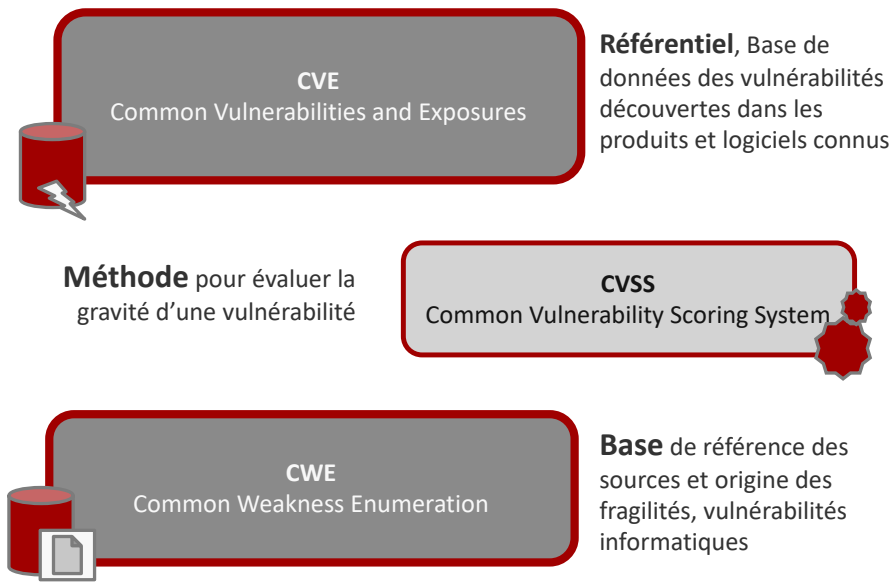 CVE
Common Vulnerabilities and Exposures
Référentiel, Base de
données des vulnérabilités
découvertes dans les
produits et logiciels connus
Méthode pour évaluer la
gravité d’une vulnérabilité
CVSS
Common Vulnerability Scoring System
CWE
Common Weakness Enumeration
Base de référence des
sources et origine des
fragilités, vulnérabilités
informatiques